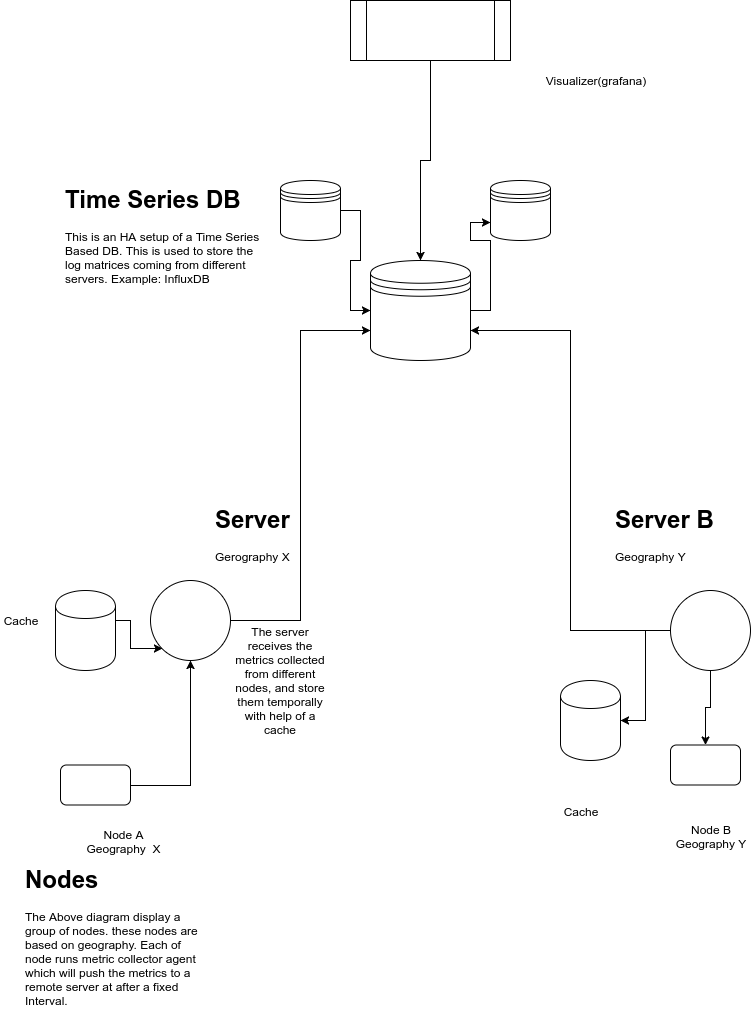 Visualizer(grafana)
Time Series DB
This is an HA setup of a Time Series
Based DB. This is used to store the
log matrices coming from different
servers. Example: InfluxDB
Server
Gerography X
Server B
Geography Y
Cache
The server
receives the
metrics collected
from different
nodes, and store
them temporally
with help of a
cache
Cache
Node A
Geography  X
Node B
Geography Y
Nodes
The Above diagram display a
group of nodes. these nodes are
based on geography. Each of
node runs metric collector agent
which will push the metrics to a
remote server at after a fixed
Interval.